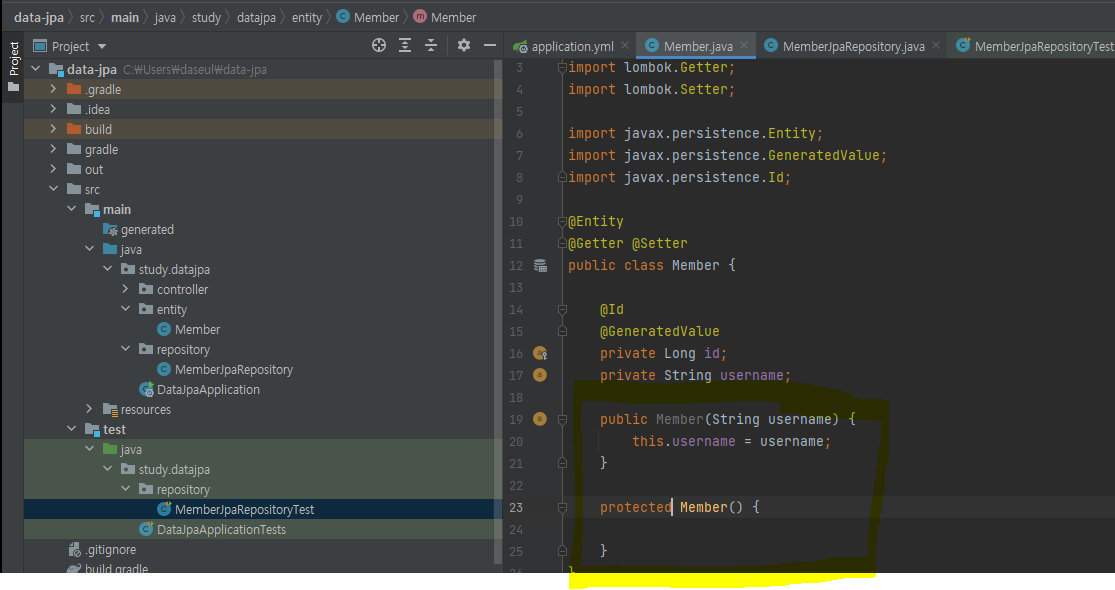 data-jpa 〉 src 〉 main 〉 java 〉 study 〉 datajpa 〉 entity 〉 Member 〉 Member
Project
Project
application.yml
Member.java
MemberJpaRepository.java
MemberJpaRepositoryTest
data-jpa C:₩Users₩daseul₩data-jpa
.gradle
.idea
build
gradle
out
src
main
generated
java
study.datajpa
controller
entity
Member
repository
MemberJpaRepository
DataJpaApplication
resources
test
java
study.datajpa
repository
MemberJpaRepositoryTest
DataJpaApplicationTests
.gitignore
build.gradle
3 import lombok.Getter;
4 import lombok.Setter;
5
6 import javax.persistence.Entity;
7 import javax.persistence.GeneratedValue;
8 import javax.persistence.Id;
9
10 @Entity
11 @Getter @Setter
12 public class Member {
13
14 @Id
15 @GeneratedValue
16 private Long id;
17 private String username;
18
19 public Member(String username) {
20 this.username = username;
21 }
22
23 protected Member() {
24
25 }
26 }